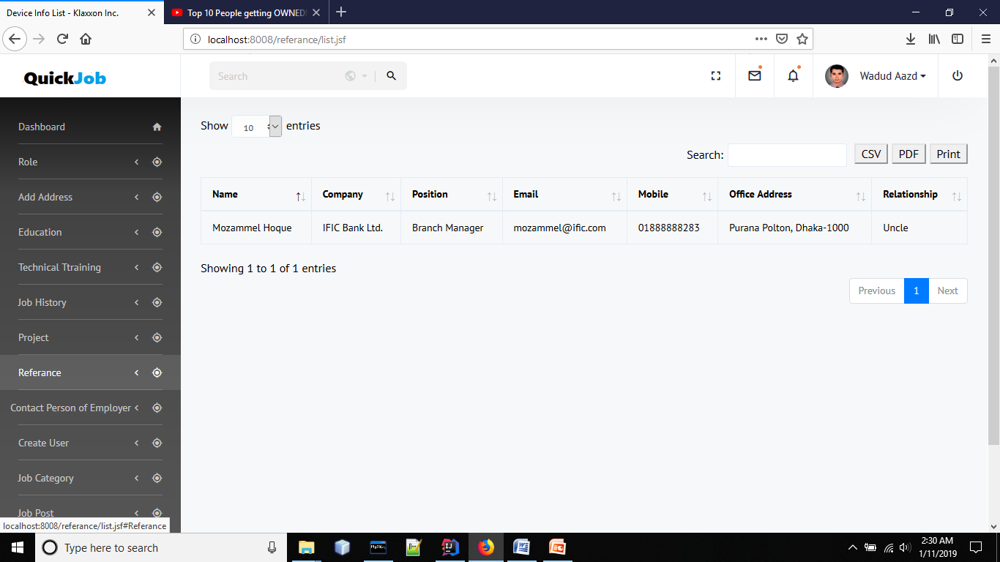 Device Info List - Klaxxon Inc.
Top 10 People getting OWNED
localhost:8008/referance/list.jsf
QuickJob
Search
Wadud Aazd
Dashboard
Role
Add Address
Education
Technical Ttraining
Job History
Project
Referance
Contact Person of Employer
Create User
Job Category
Job Post
Show 10 entries
Search: CSV PDF Print
Name Company Position Email Mobile Office Address Relationship
Mozammel Hoque IFIC Bank Ltd. Branch Manager mozammel@ific.com 01888888283 Purana Polton, Dhaka-1000 Uncle
Showing 1 to 1 of 1 entries
Previous 1 Next
localhost:8008/referance/list.jsf#Referance
Type here to search
2:30 AM
1/11/2019